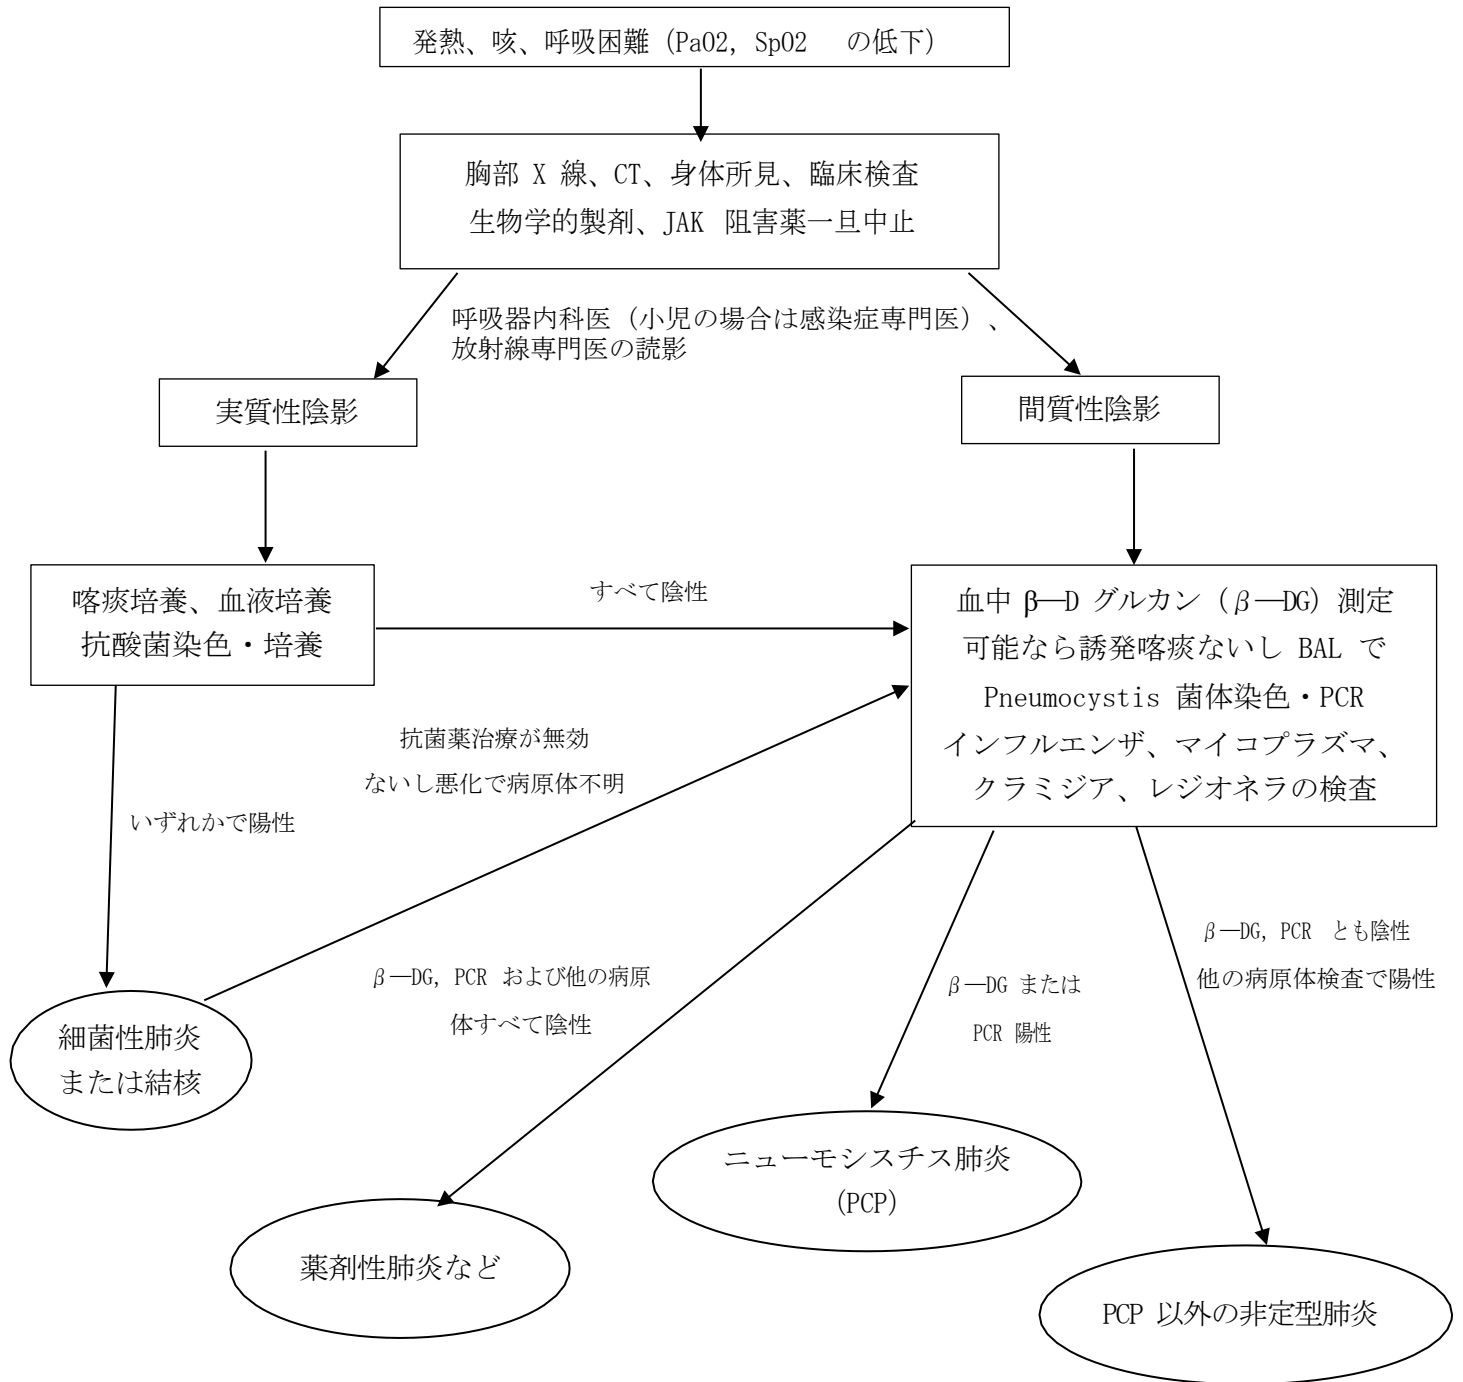 発熱、咳、呼吸困難（PaO2, SpO2 の低下）
胸部 X 線、CT、身体所見、臨床検査
生物学的製剤、JAK 阻害薬一旦中止
呼吸器内科医（小児の場合は感染症専門医）、
放射線専門医の読影
実質性陰影
間質性陰影
喀痰培養、血液培養
抗酸菌染色・培養
すべて陰性
血中 β―D グルカン（β―DG）測定
可能なら誘発喀痰ないし BAL で
Pneumocystis 菌体染色・PCR
インフルエンザ、マイコプラズマ、
クラミジア、レジオネラの検査
抗菌薬治療が無効
ないし悪化で病原体不明
いずれかで陽性
β―DG, PCR および他の病原
体すべて陰性
β―DG または
PCR 陽性
β―DG, PCR とも陰性
他の病原体検査で陽性
細菌性肺炎
または結核
ニューモシスチス肺炎
（PCP）
薬剤性肺炎など
PCP 以外の非定型肺炎